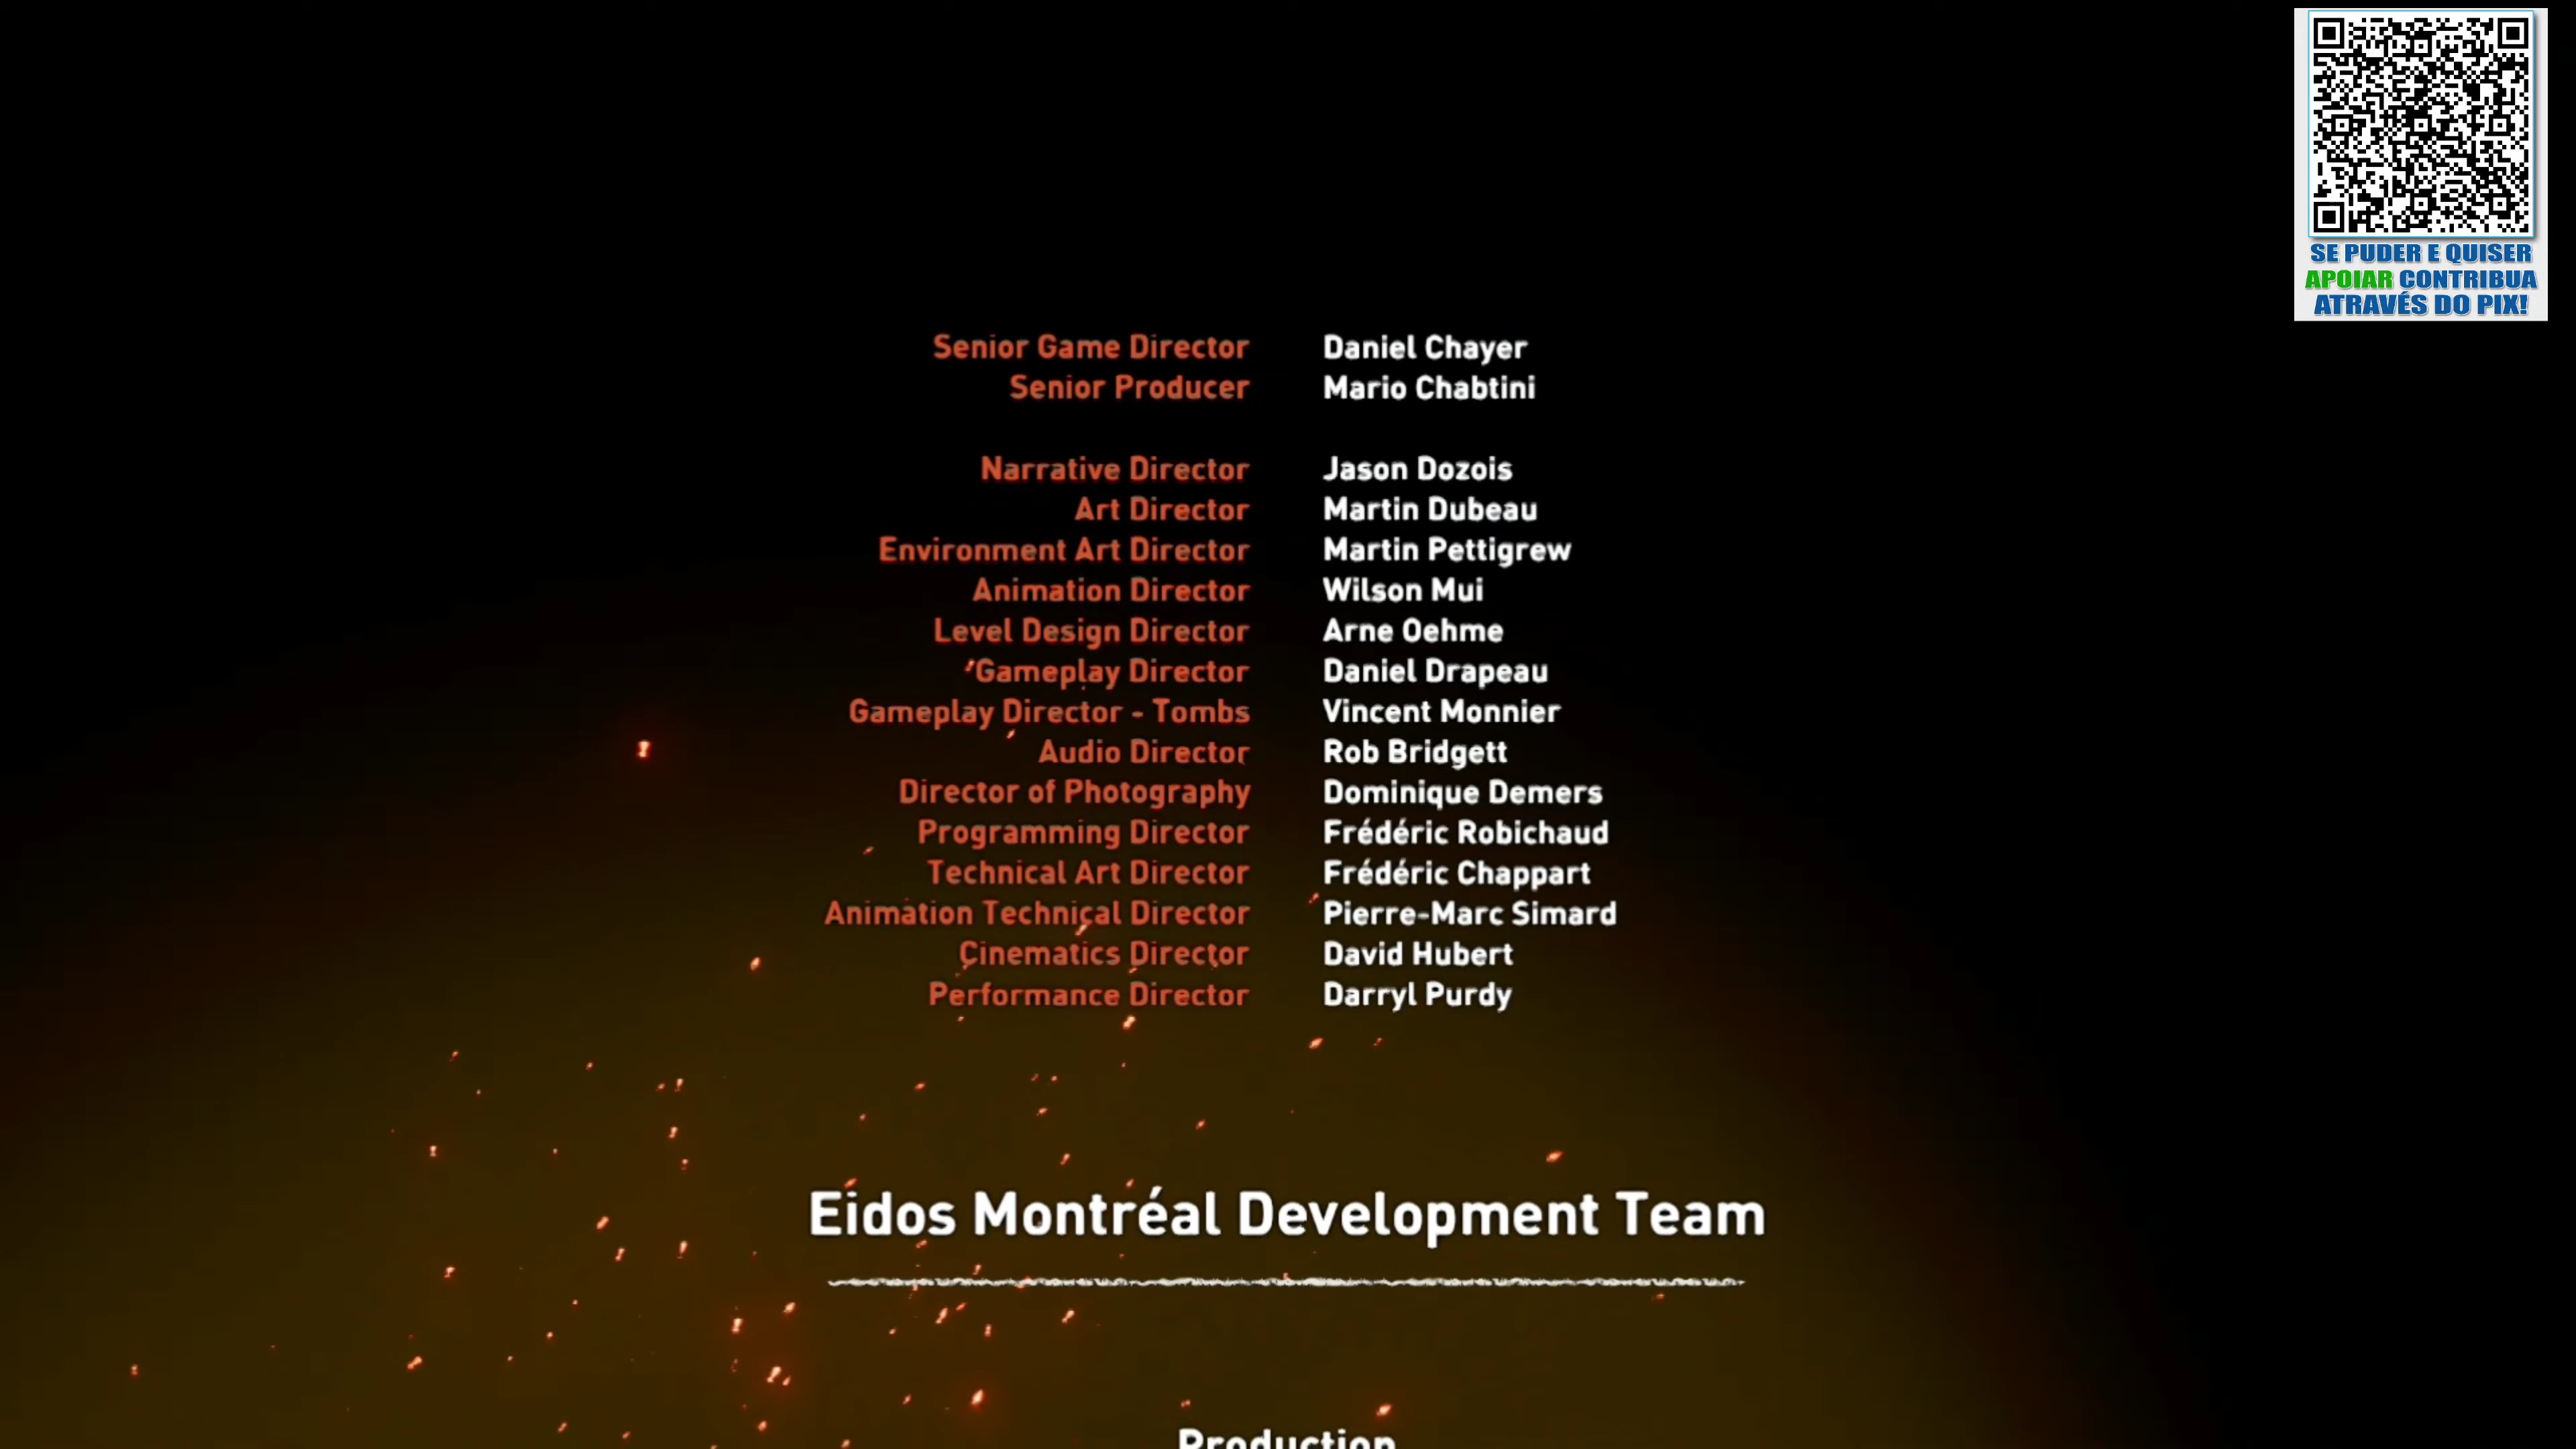 SE PUDER E QUISER
APOIAR CONTRIBUA
ATRAVÉS DO PIX!
Senior Game Director Daniel Chayer
Senior Producer Mario Chabtini
Narrative Director Jason Dozois
Art Director Martin Dubeau
Environment Art Director Martin Pettigrew
Animation Director Wilson Mui
Level Design Director Arne Oehme
Gameplay Director Daniel Drapeau
Gameplay Director - Tombs Vincent Monnier
Audio Director Rob Bridgett
Director of Photography Dominique Demers
Programming Director Frédéric Robichaud
Technical Art Director Frédéric Chappart
Animation Technical Director Pierre-Marc Simard
Cinematics Director David Hubert
Performance Director Darryl Purdy
Eidos Montréal Development Team
Production